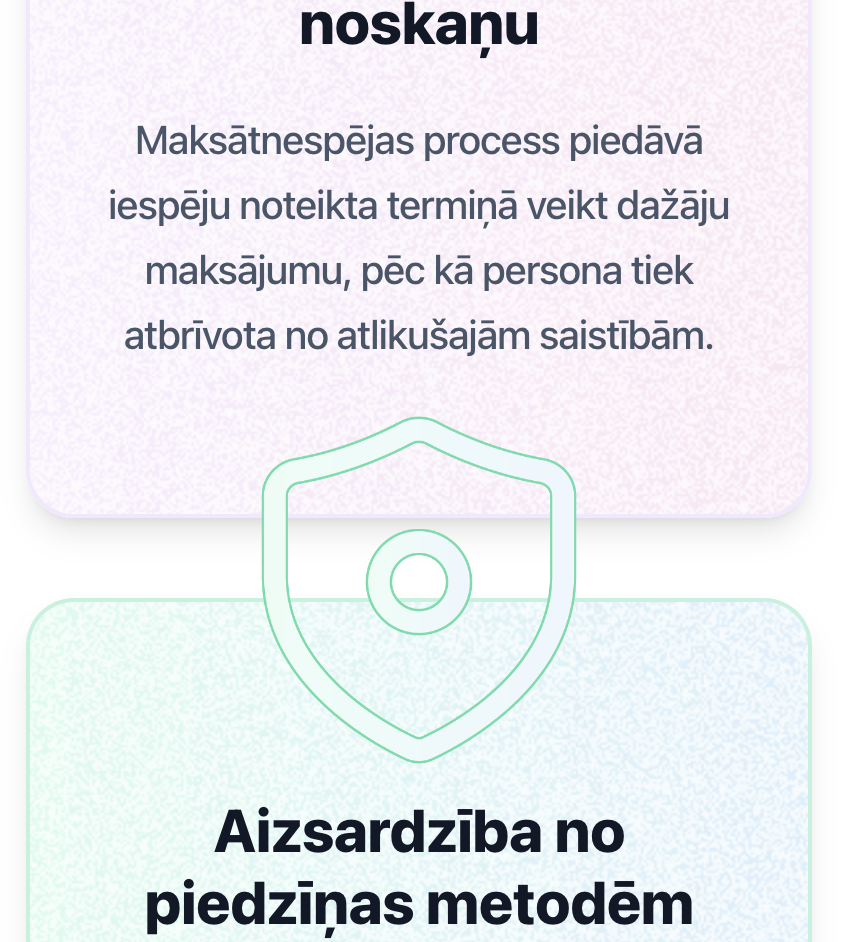 noskaņu
Maksātnespējas process piedāvā
iespēju noteikta termiņā veikt dažāju
maksājumu, pēc kā persona tiek
atbrīvota no atlikušajām saistībām.
Aizsardzība no
piedzīņas metodēm